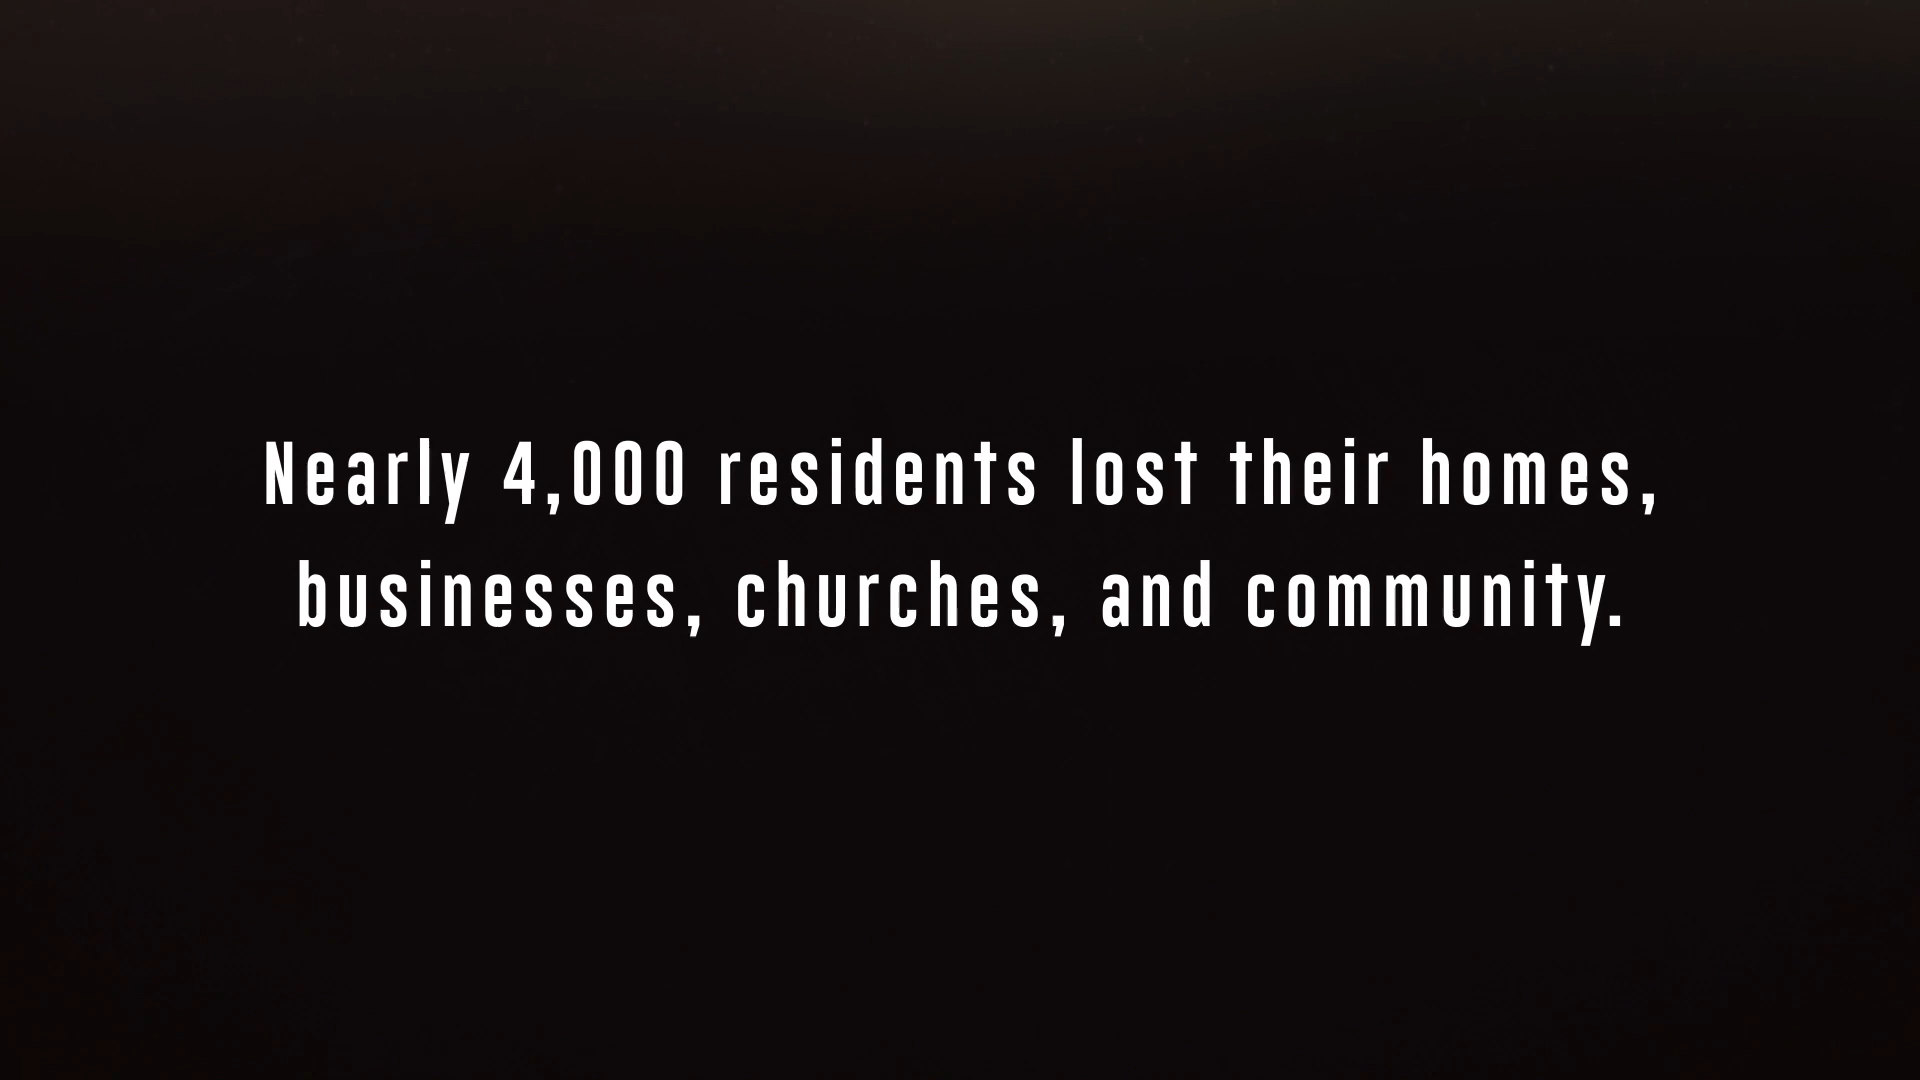 Nearly 4,000 residents lost their homes,
businesses, churches, and community.